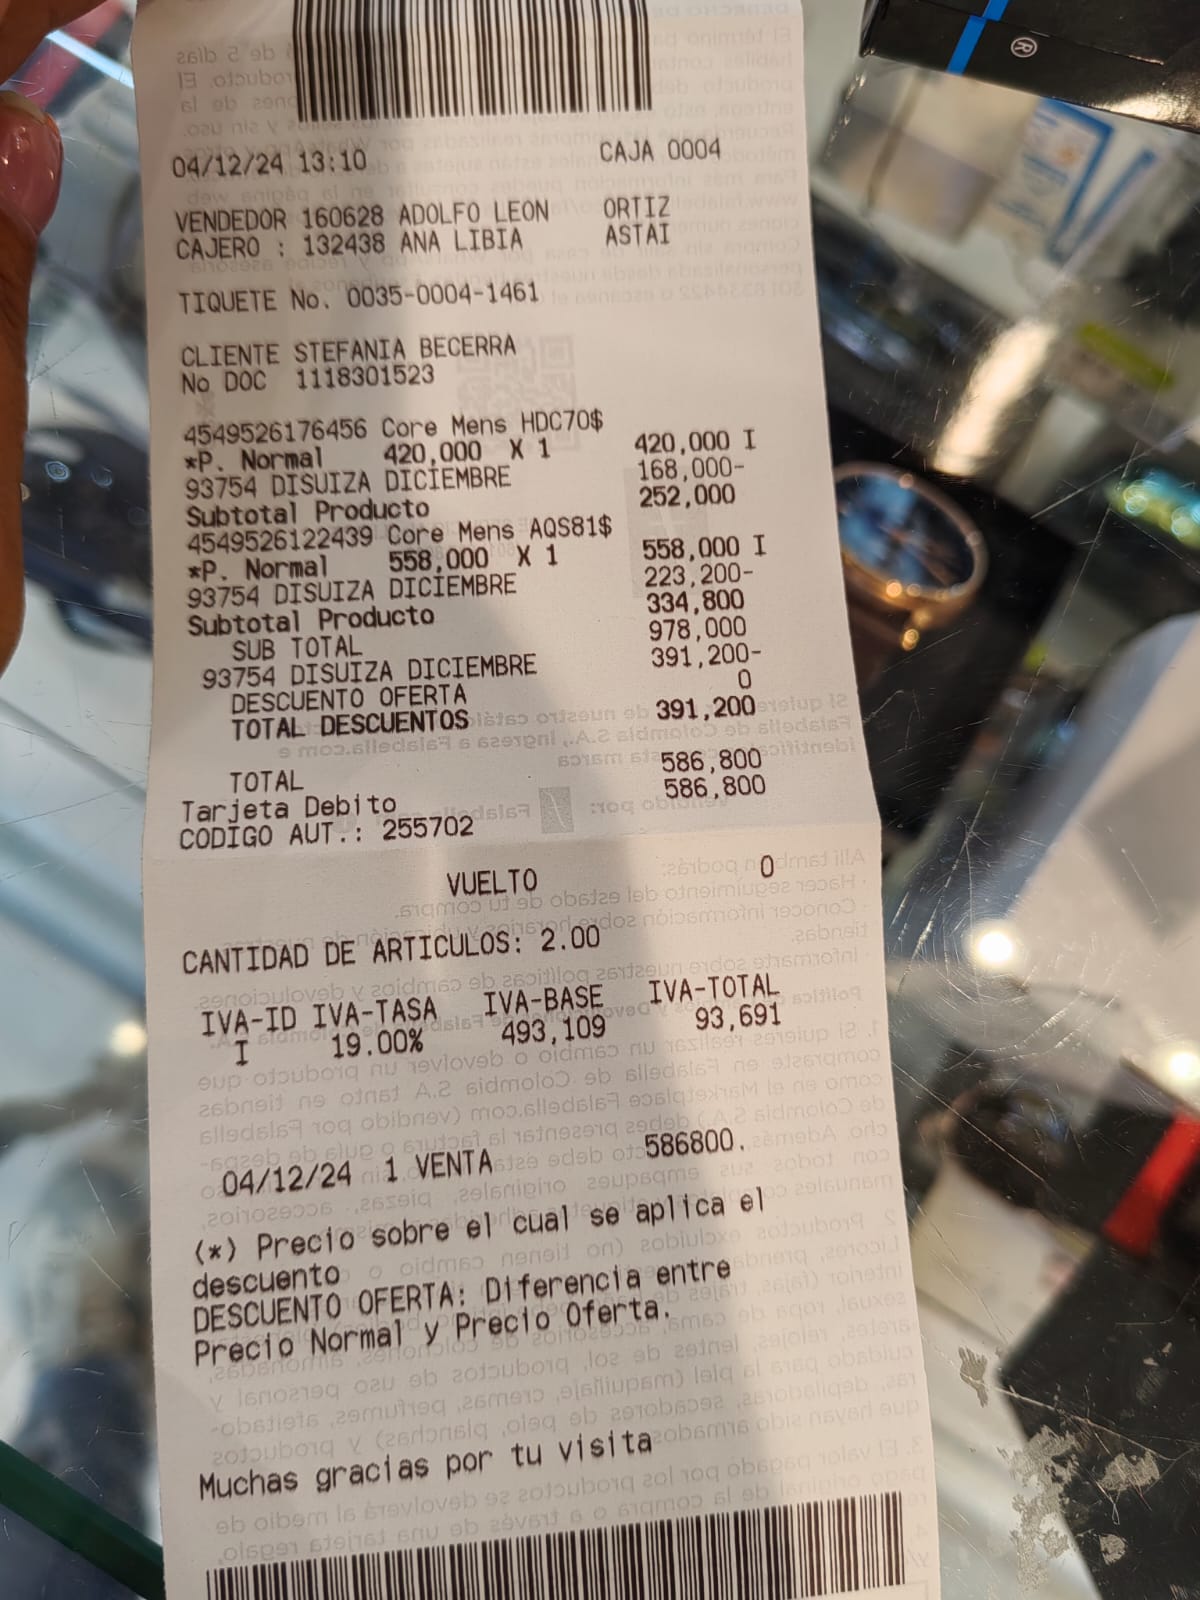 ®
04/12/24 13:10 CAJA 0004
VENDEDOR 160628 ADOLFO LEON ORTIZ
CAJERO : 132438 ANA LIBIA ASTAI
TIQUETE No. 0035-0004-1461
CLIENTE STEFANIA BECERRA
No DOC 1118301523
4549526176456 Core Mens HDC70$
*P. Normal 420,000 X 1 420,000 I
93754 DISUIZA DICIEMBRE 168,000-
Subtotal Producto 252,000
4549526122439 Core Mens AQS81$
*P. Normal 558,000 X 1 558,000 I
93754 DISUIZA DICIEMBRE 223,200-
Subtotal Producto 334,800
SUB TOTAL 978,000
93754 DISUIZA DICIEMBRE 391,200-
DESCUENTO OFERTA 0
TOTAL DESCUENTOS 391,200
TOTAL 586,800
Tarjeta Debito 586,800
CODIGO AUT.: 255702
VUELTO 0
CANTIDAD DE ARTICULOS: 2.00
IVA-ID IVA-TASA IVA-BASE IVA-TOTAL
I 19.00% 493,109 93,691
04/12/24 1 VENTA 586800.
(*) Precio sobre el cual se aplica el
descuento
DESCUENTO OFERTA: Diferencia entre
Precio Normal y Precio Oferta.
Muchas gracias por tu visita